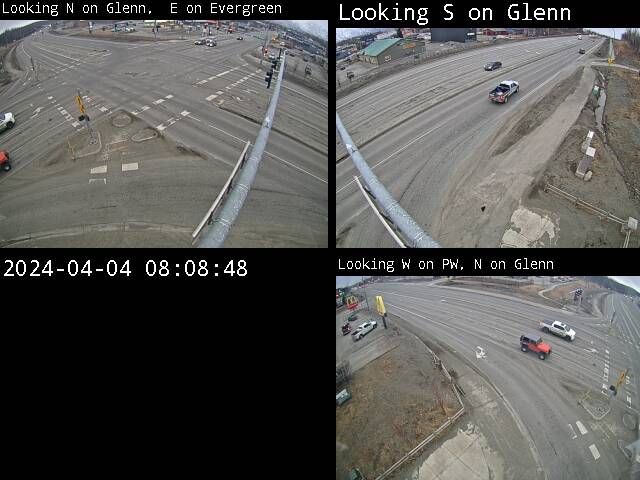 Looking N on Glenn,  E on Evergreen
Looking S on Glenn
2024-04-04 08:08:48
Looking W on PW, N on Glenn